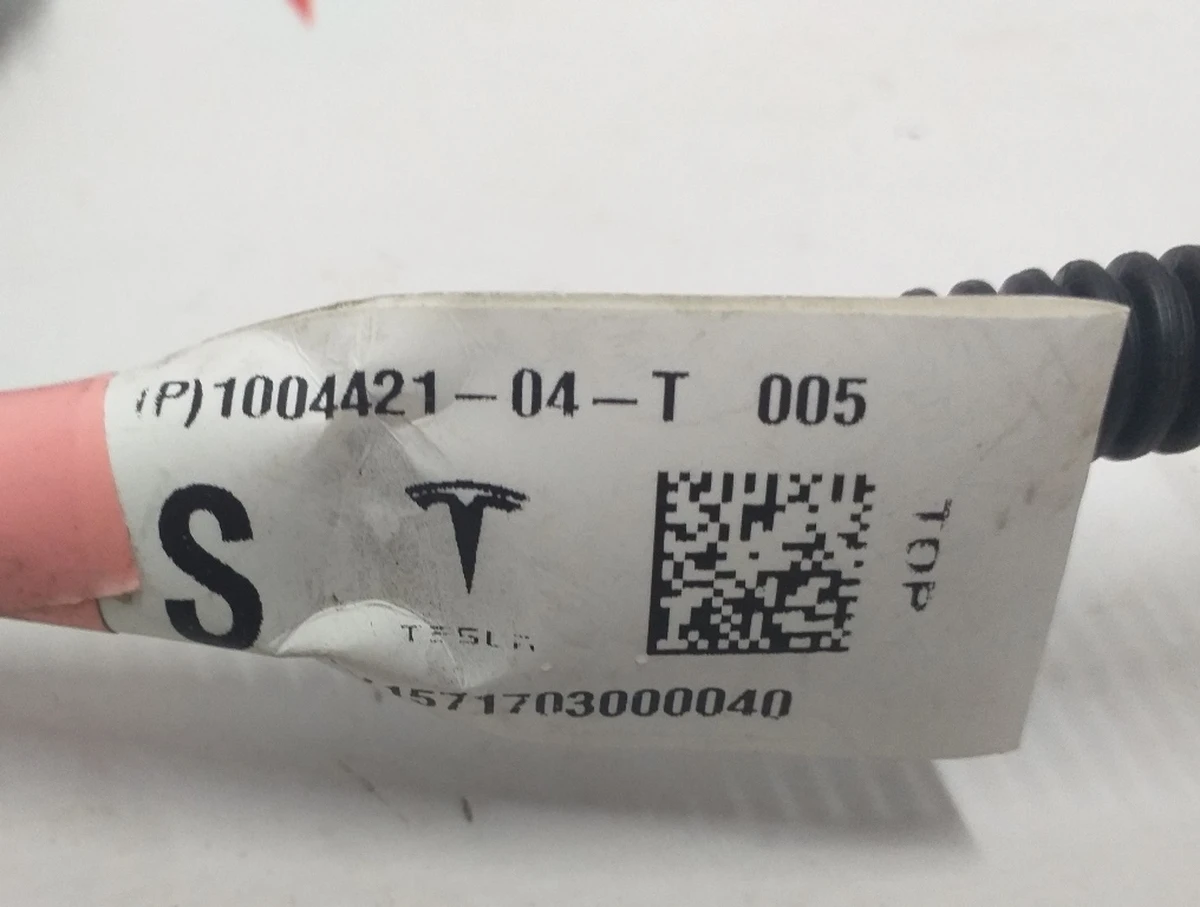 (P)1004421-04-T 005
S
TESLA
TOP
1571703000040